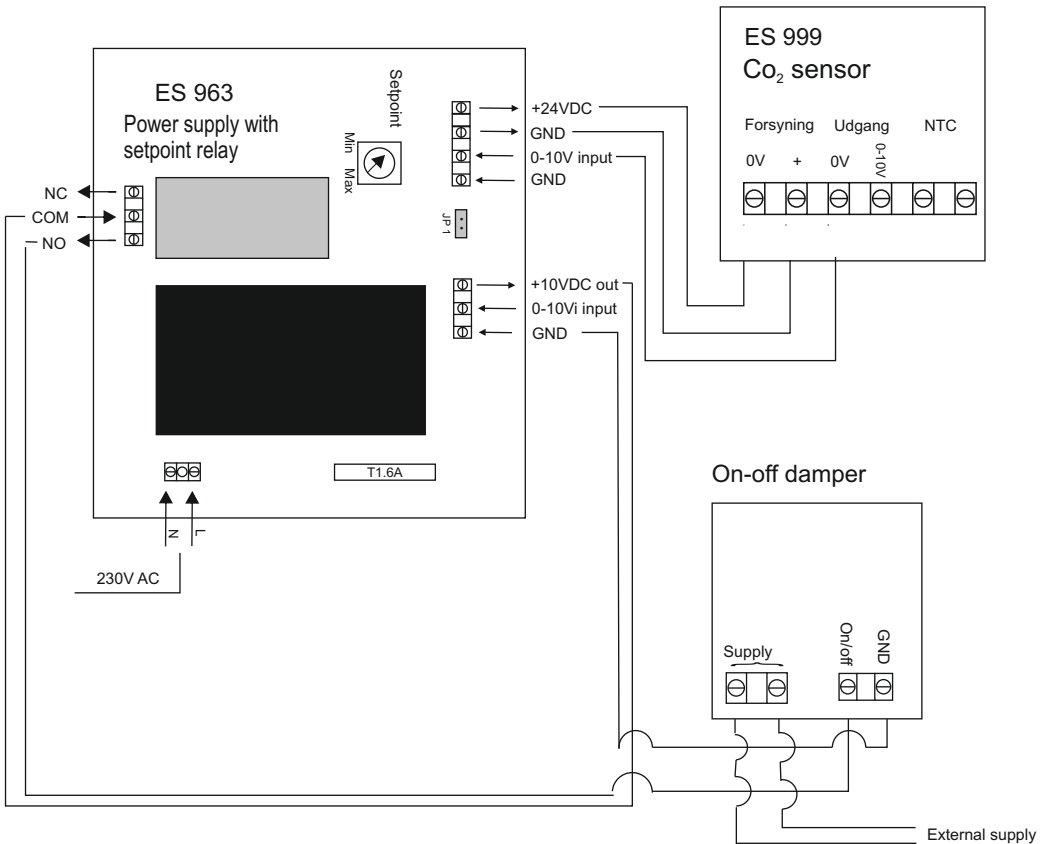 ES 963
Power supply with
setpoint relay
Setpoint
Min
Max
NC
COM
NO
+24VDC
GND
0-10V input
GND
JP 1
+10VDC out
0-10Vi input
GND
T1.6A
N
L
230V AC
ES 999
Co₂ sensor
Forsyning
Udgang
NTC
0V
+
0V
0-10V
On-off damper
Supply
On/off
GND
External supply